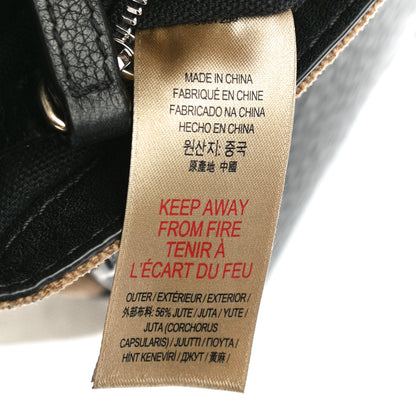 MADE IN CHINA
FABRIQUÉ EN CHINE
FABRICADO NA CHINA
HECHO EN CHINA
원산지: 중국
原產地 中國
KEEP AWAY
FROM FIRE
TENIR À
L'ÉCART DU FEU
OUTER / EXTÉRIEUR / EXTERIOR /
外部布料: 56% JUTE / JUTA / YUTE /
JUTA (CORCHORUS
CAPSULARIS) / JUUTTI / ΓΙΟΥΤΑ /
HINT KENEVİRİ / ДЖУТ / 黃麻 /